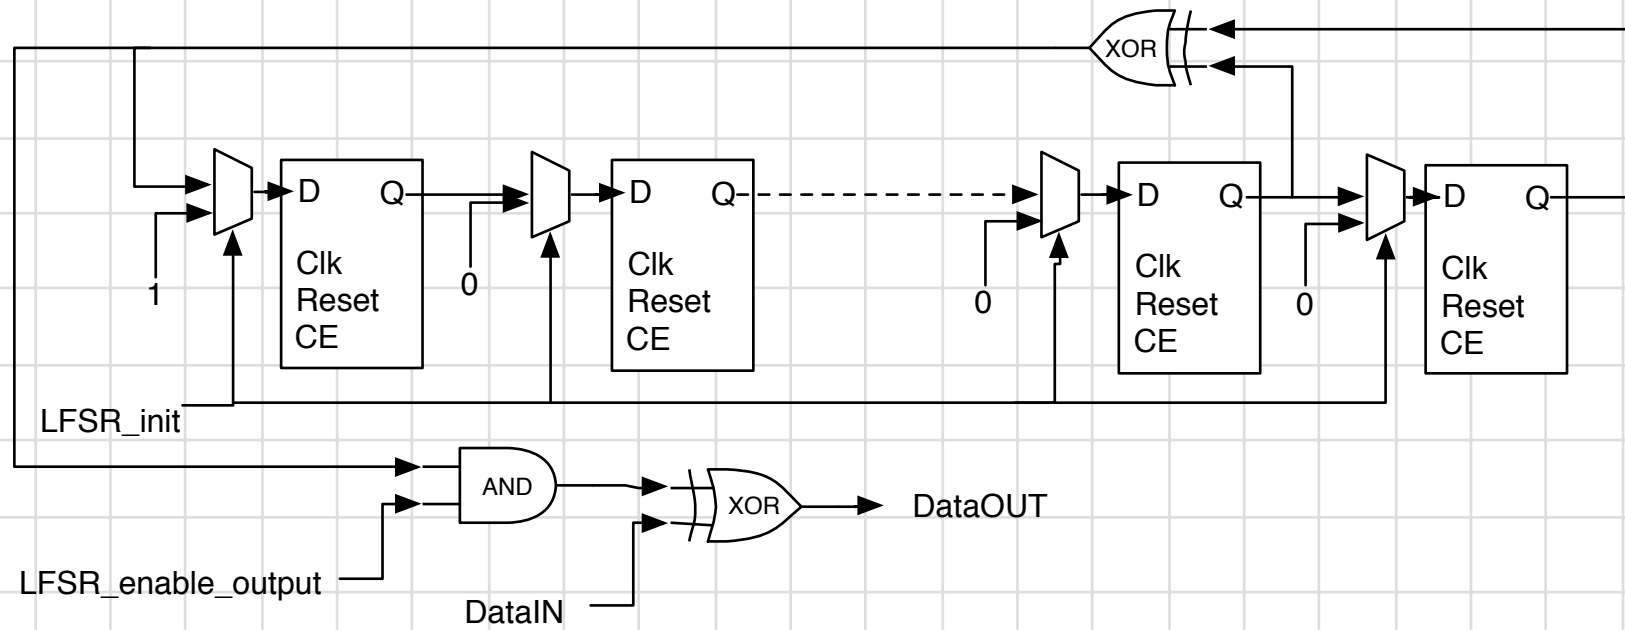 XOR
D Q D Q D Q D Q
Clk Clk Clk Clk
Reset Reset Reset Reset
CE CE CE CE
1 0 0 0
LFSR_init
AND
XOR
DataOUT
LFSR_enable_output
DataIN